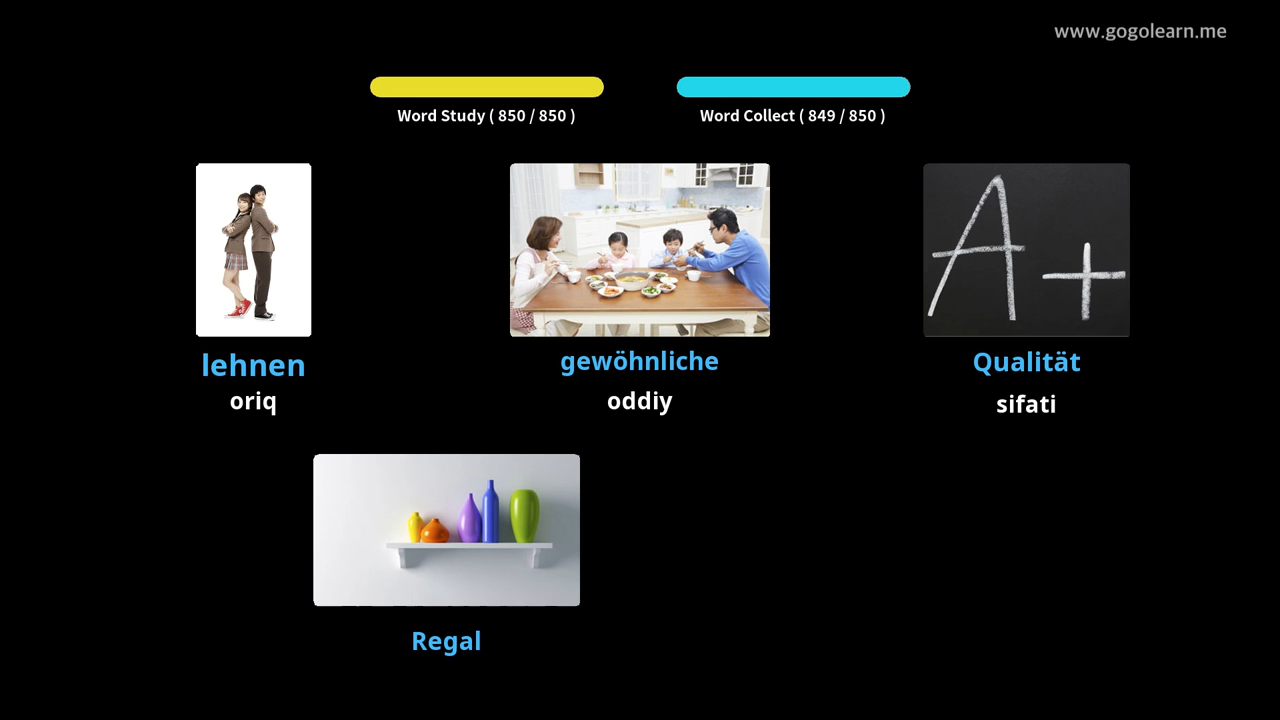 www.gogolearn.me
Word Study ( 850 / 850 )
Word Collect ( 849 / 850 )
lehnen
oriq
gewöhnliche
oddiy
Qualität
sifati
A+
Regal